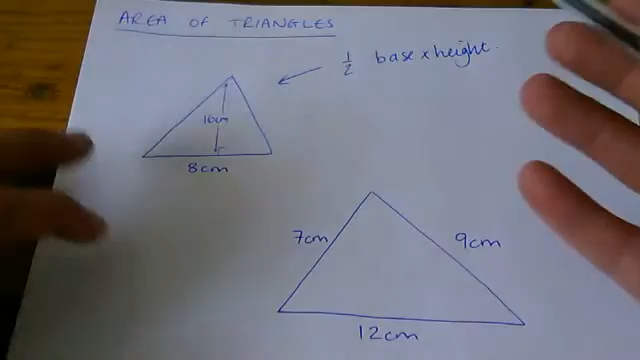 AREA OF TRIANGLES
1/2 base x height.
10cm
8cm
7cm
9cm
12cm